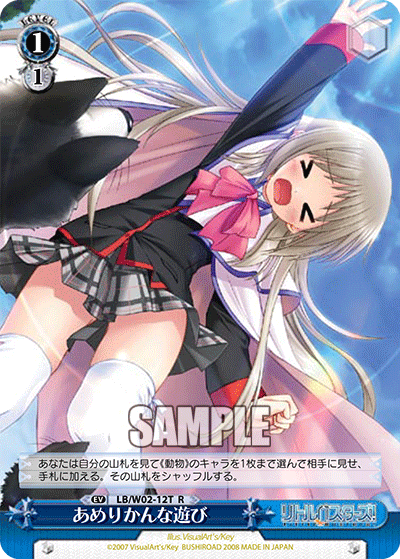 LEVEL
1
1
SAMPLE
あなたは自分の山札を見て《動物》のキャラを1枚まで選んで相手に見せ、
手札に加える。その山札をシャッフルする。
EV LB/W02-12T R
あめりかんな遊び
リトルバスターズ!
Illus.VisualArt's/Key
©2007 VisualArt's/Key BUSHIROAD 2008 MADE IN JAPAN